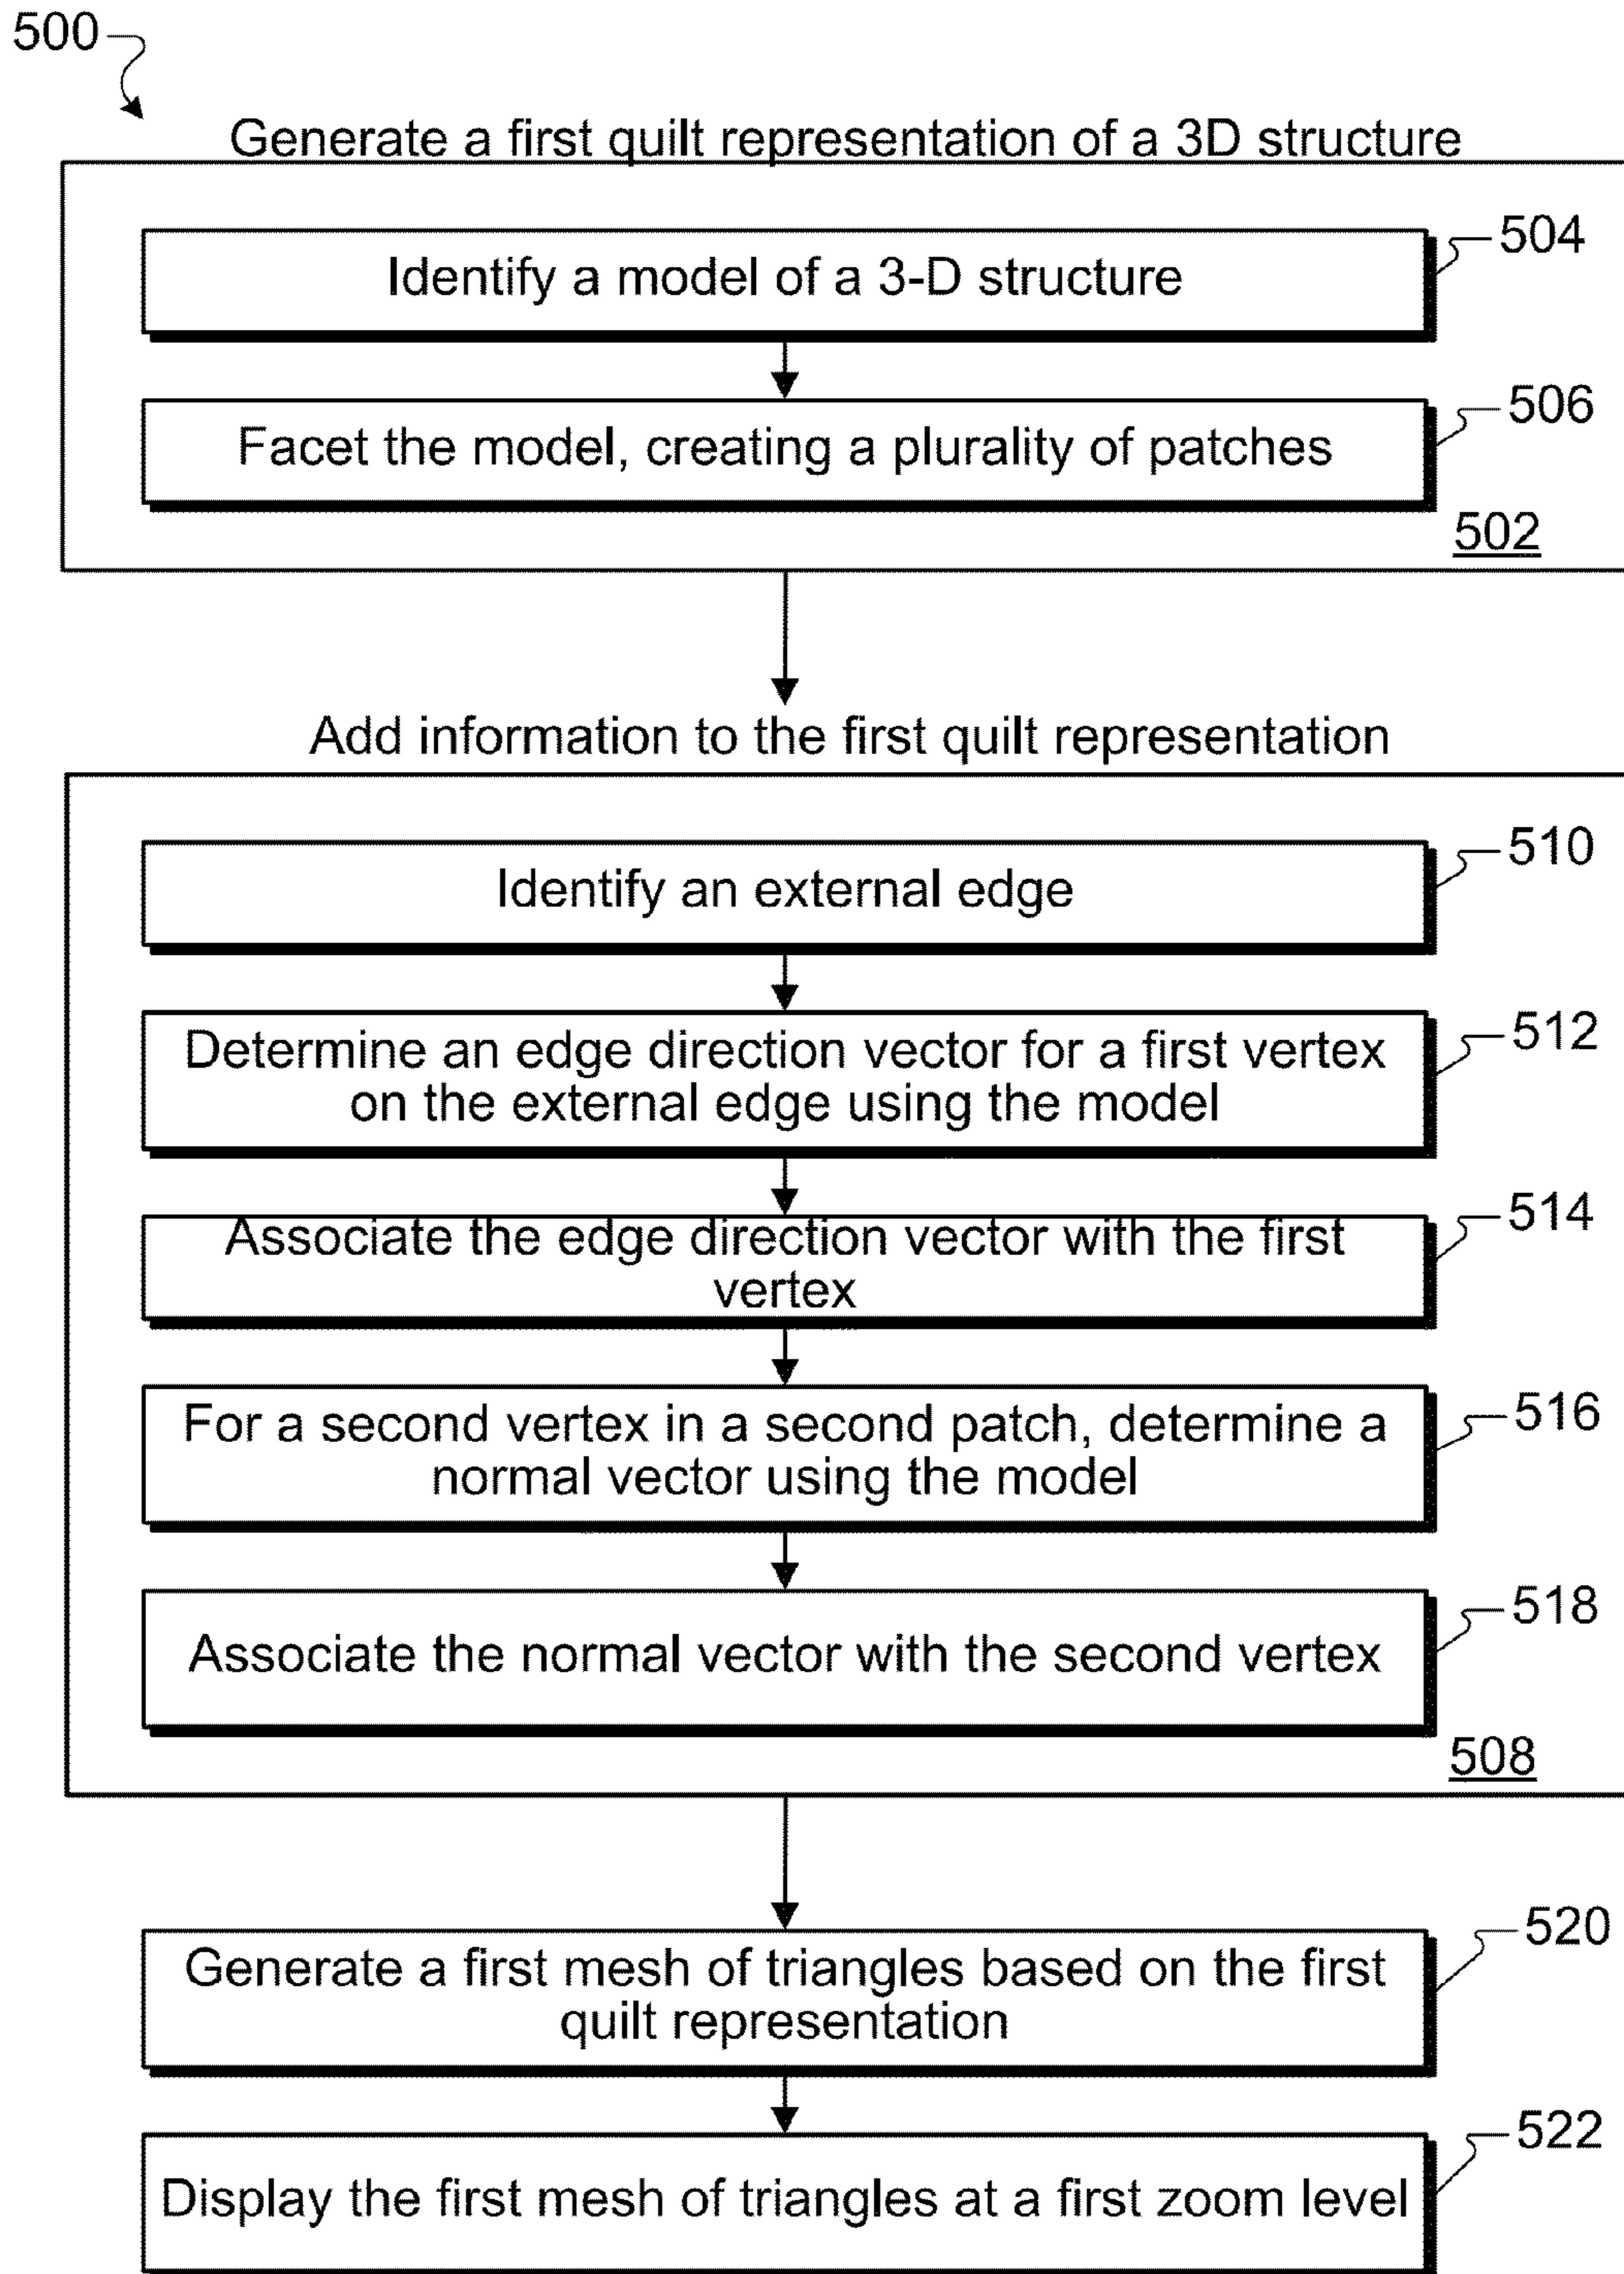 500
Generate a first quilt representation of a 3D structure
504
Identify a model of a 3-D structure
506
Facet the model, creating a plurality of patches
502
Add information to the first quilt representation
510
Identify an external edge
512
Determine an edge direction vector for a first vertex
on the external edge using the model
514
Associate the edge direction vector with the first
vertex
516
For a second vertex in a second patch, determine a
normal vector using the model
518
Associate the normal vector with the second vertex
508
520
Generate a first mesh of triangles based on the first
quilt representation
522
Display the first mesh of triangles at a first zoom level